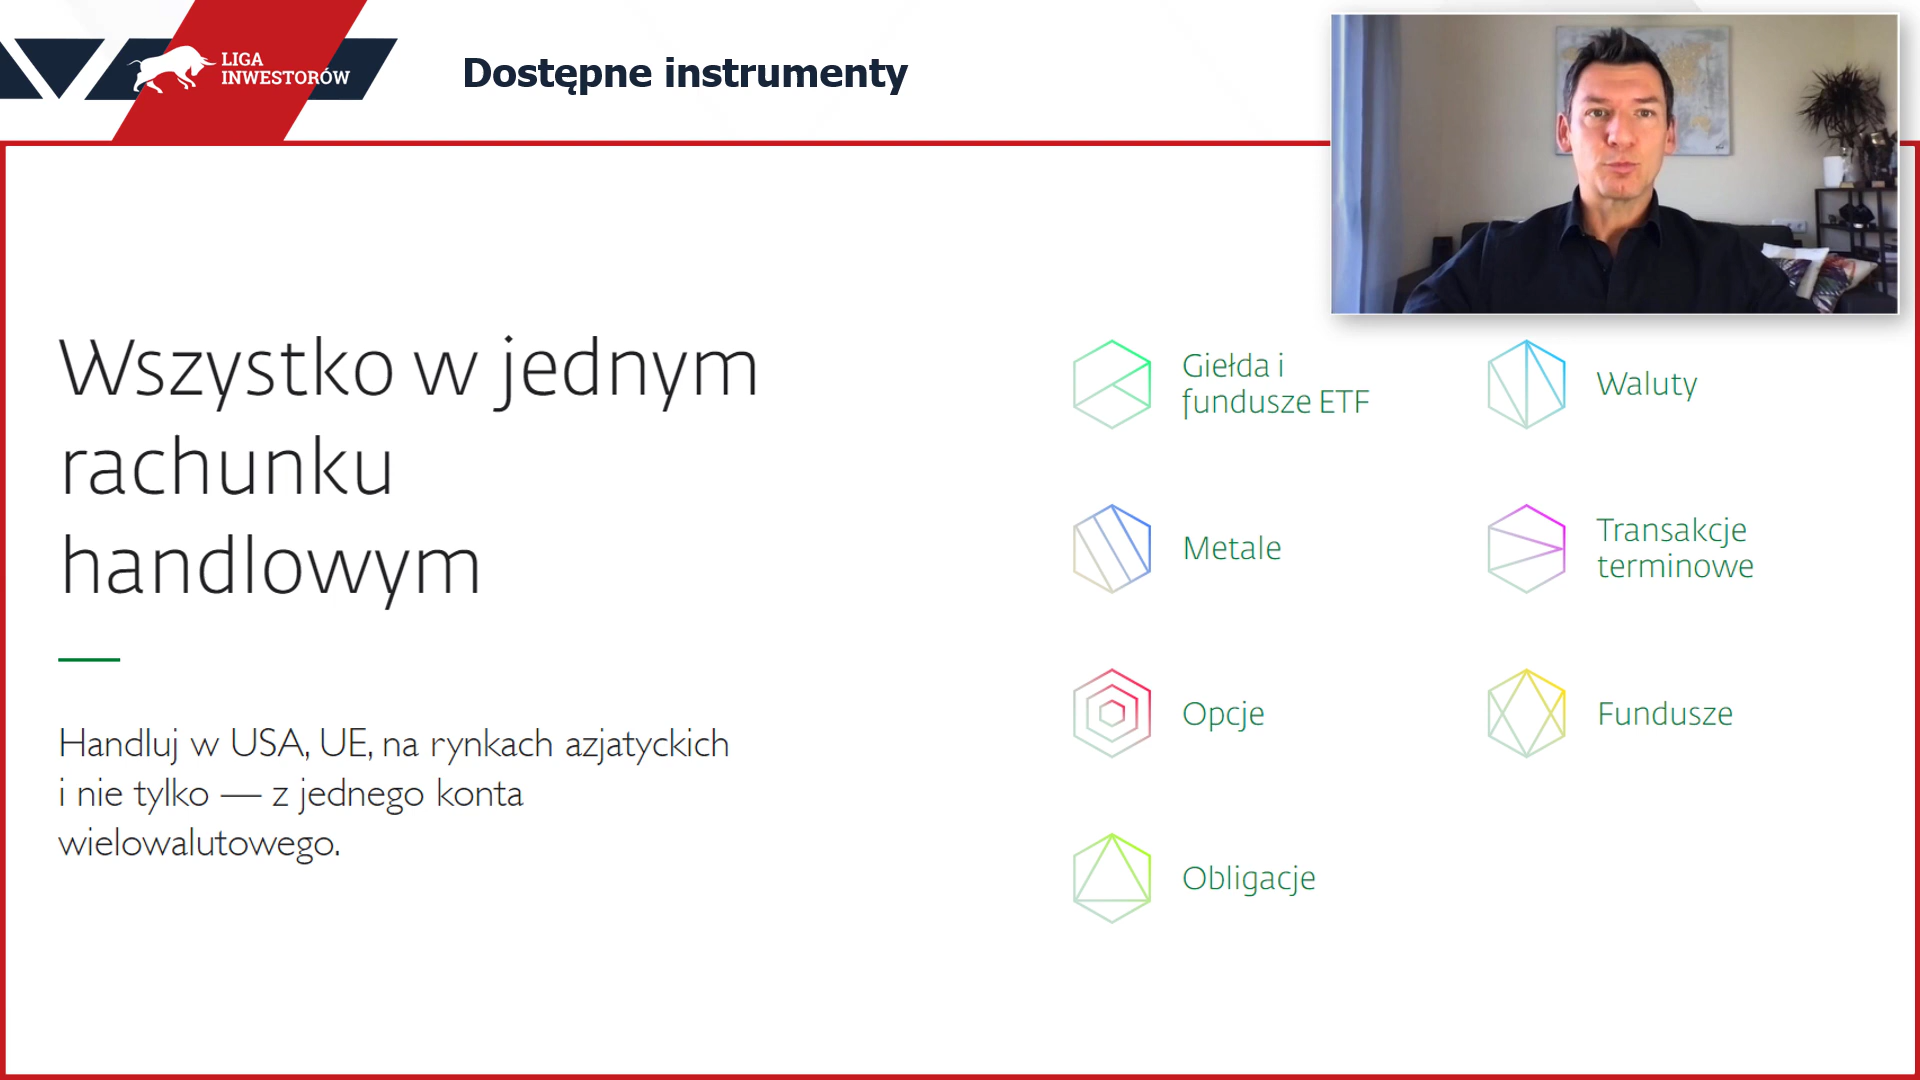 LIGA
INWESTORÓW
Dostępne instrumenty
Wszystko w jednym
rachunku
handlowym
Handluj w USA, UE, na rynkach azjatyckich
i nie tylko — z jednego konta
wielowalutowego.
Giełda i
fundusze ETF
Waluty
Metale
Transakcje
terminowe
Opcje
Fundusze
Obligacje